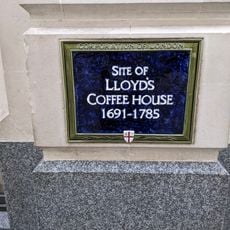 CORPORATION OF LONDON
SITE OF
LLOYD'S
COFFEE HOUSE
1691-1785